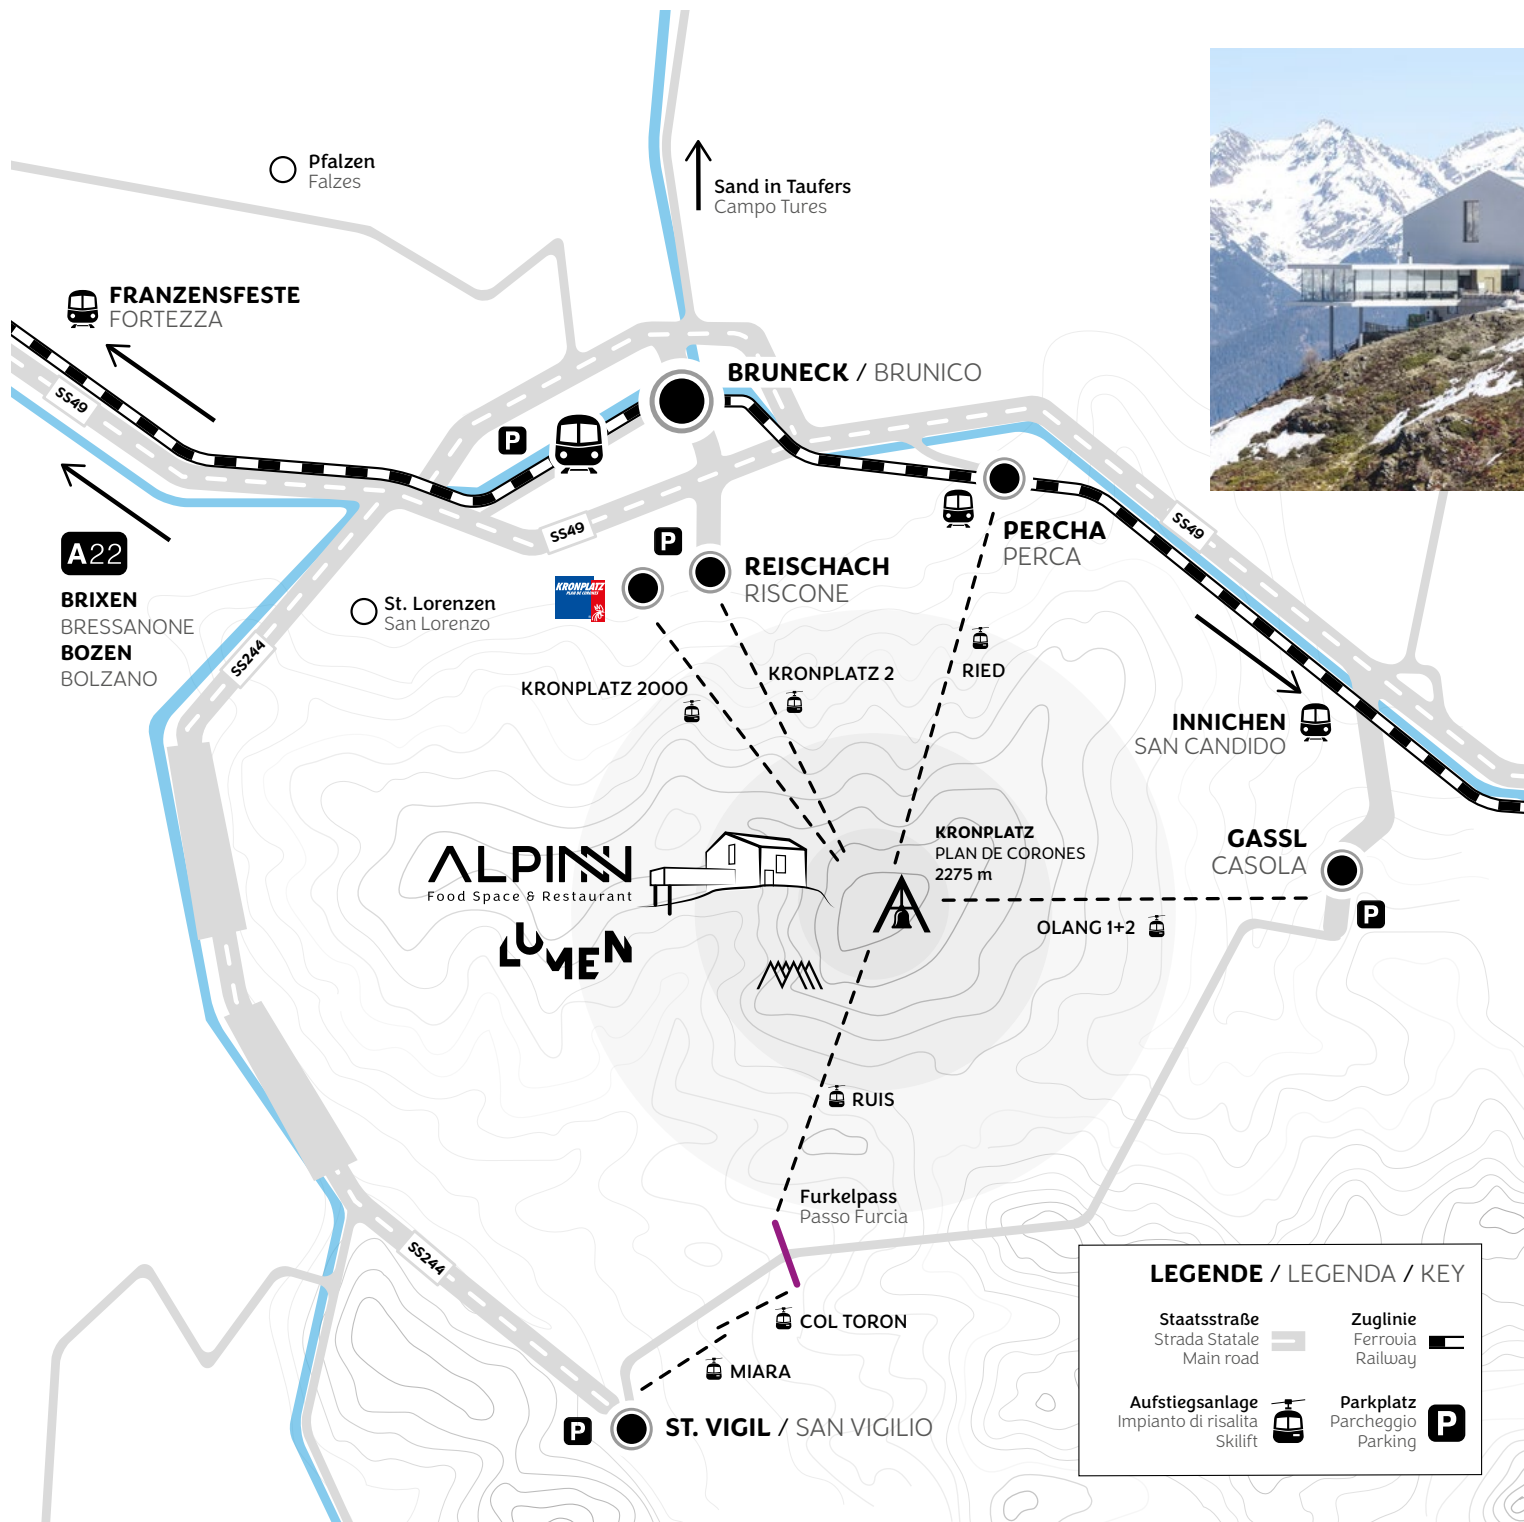 Pfalzen
Falzes
Sand in Taufers
Campo Tures
FRANZENSFESTE
FORTEZZA
SS49
BRUNECK / BRUNICO
P
SS49
SS49
PERCHA
PERCA
P
REISCHACH
RISCONE
A22
BRIXEN
BRESSANONE
BOZEN
BOLZANO
KRONPLATZ
PLAN DE CORONES
St. Lorenzen
San Lorenzo
SS244
RIED
KRONPLATZ 2
KRONPLATZ 2000
INNICHEN
SAN CANDIDO
KRONPLATZ
PLAN DE CORONES
2275 m
GASSL
CASOLA
P
ALPINN
Food Space & Restaurant
LUMEN
OLANG 1+2
RUIS
Furkelpass
Passo Furcia
SS244
COL TORON
MIARA
P
ST. VIGIL / SAN VIGILIO
LEGENDE / LEGENDA / KEY
Staatsstraße
Strada Statale
Main road
Zuglinie
Ferrovia
Railway
Aufstiegsanlage
Impianto di risalita
Skilift
Parkplatz
Parcheggio
Parking
P